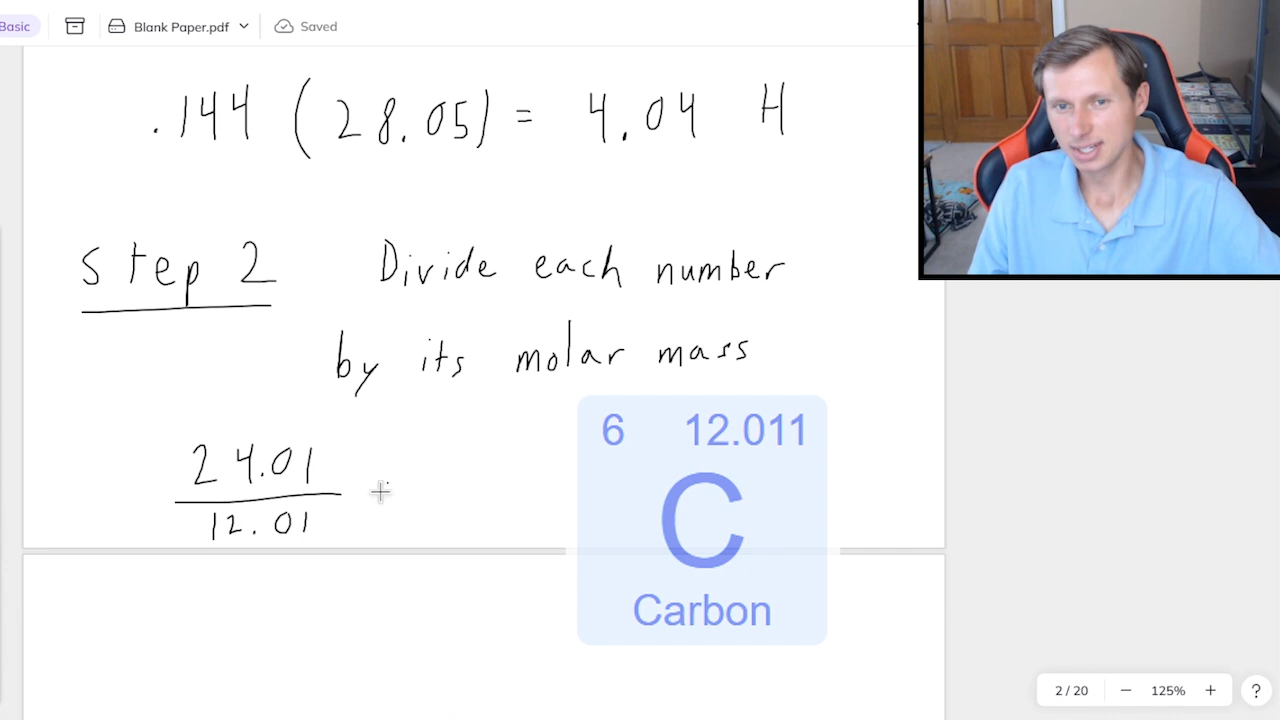 Basic
Blank Paper.pdf
Saved
.144 (28.05) = 4.04 H
Step 2 Divide each number
by its molar mass
24.01
12.01
6 12.011
C
Carbon
2 / 20
125%
?